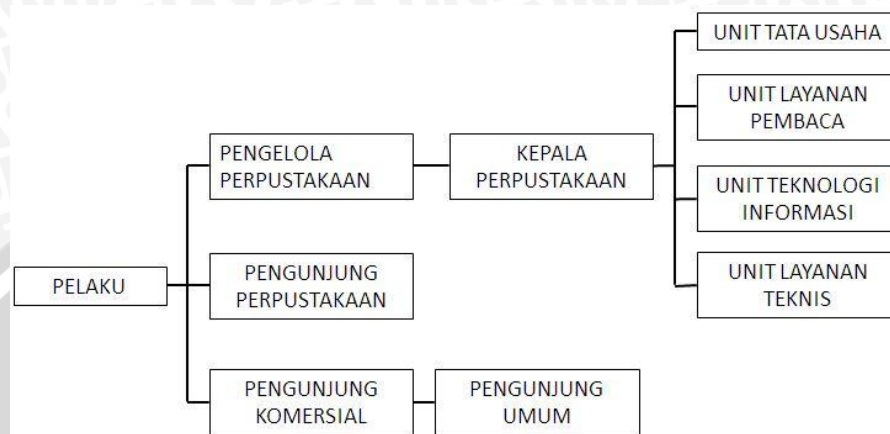 UNIT TATA USAHA
UNIT LAYANAN
PEMBACA
PENGELOLA
PERPUSTAKAAN
KEPALA
PERPUSTAKAAN
UNIT TEKNOLOGI
INFORMASI
PELAKU
PENGUNJUNG
PERPUSTAKAAN
UNIT LAYANAN
TEKNIS
PENGUNJUNG
KOMERSIAL
PENGUNJUNG
UMUM